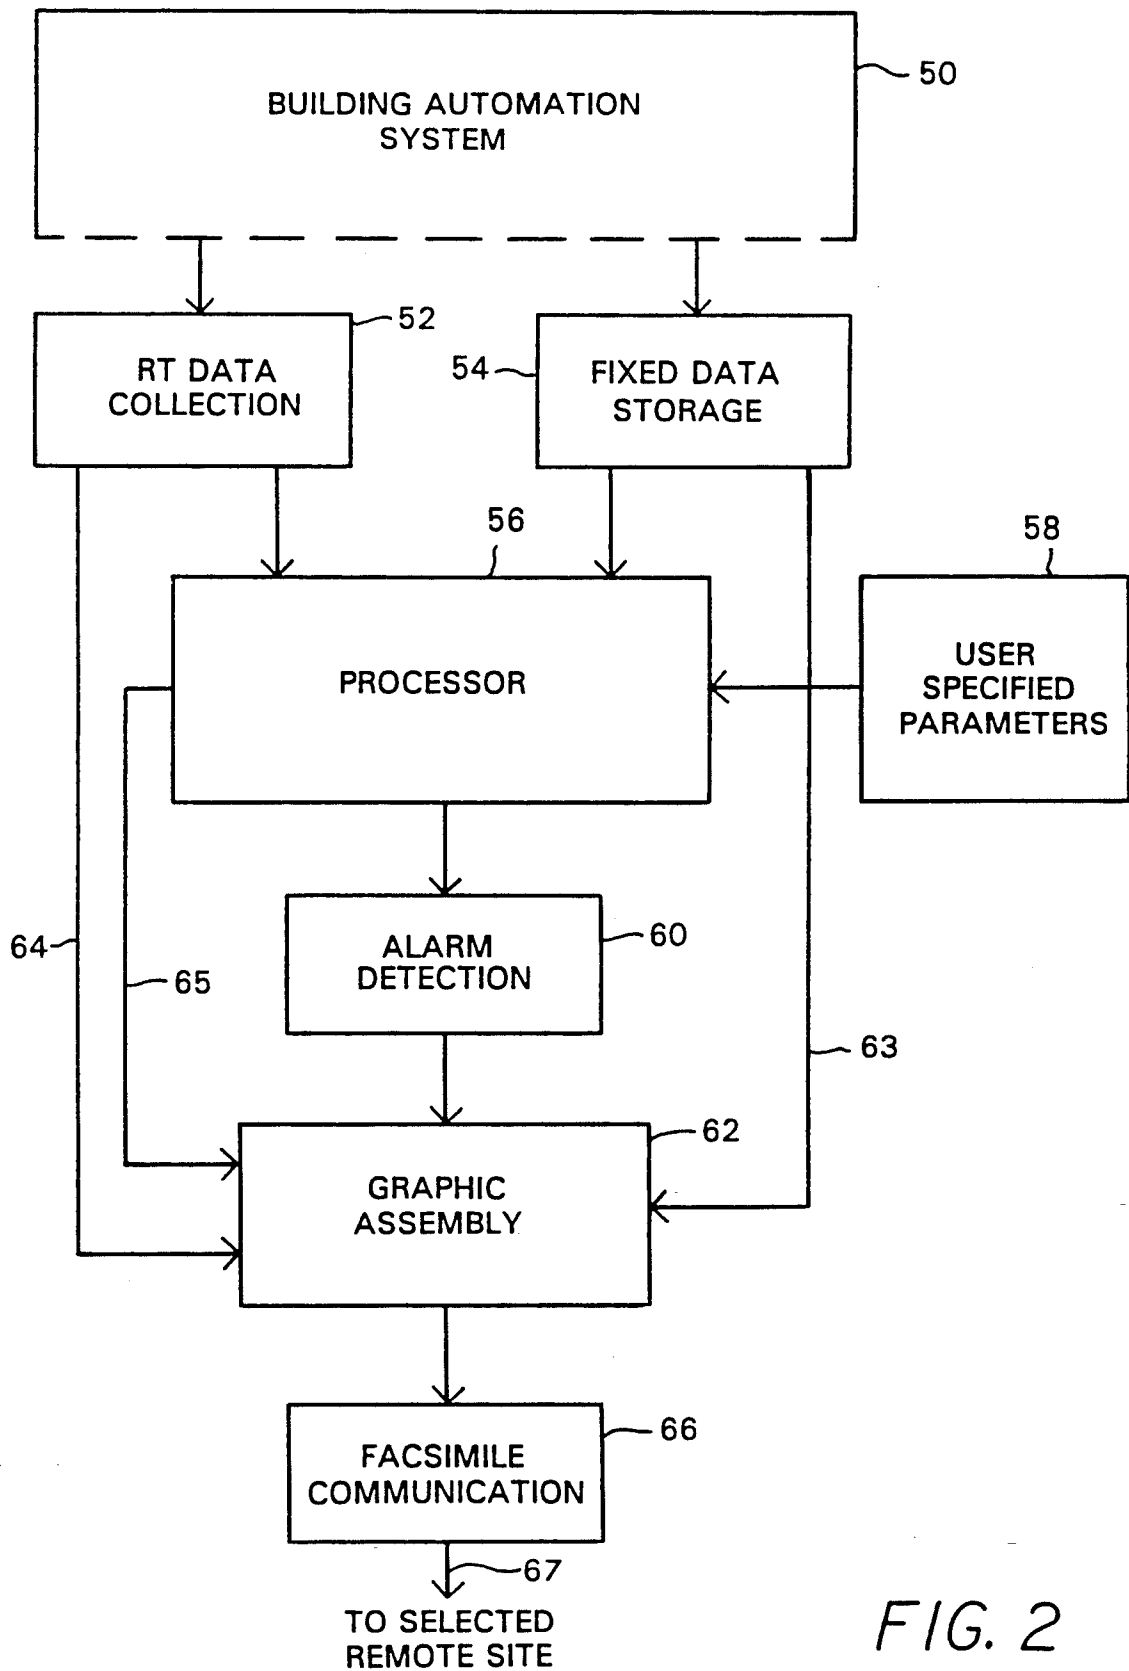 BUILDING AUTOMATION
SYSTEM
50
RT DATA
COLLECTION
52
54
FIXED DATA
STORAGE
56
58
PROCESSOR
USER
SPECIFIED
PARAMETERS
64
65
ALARM
DETECTION
60
63
62
GRAPHIC
ASSEMBLY
66
FACSIMILE
COMMUNICATION
67
TO SELECTED
REMOTE SITE
FIG. 2